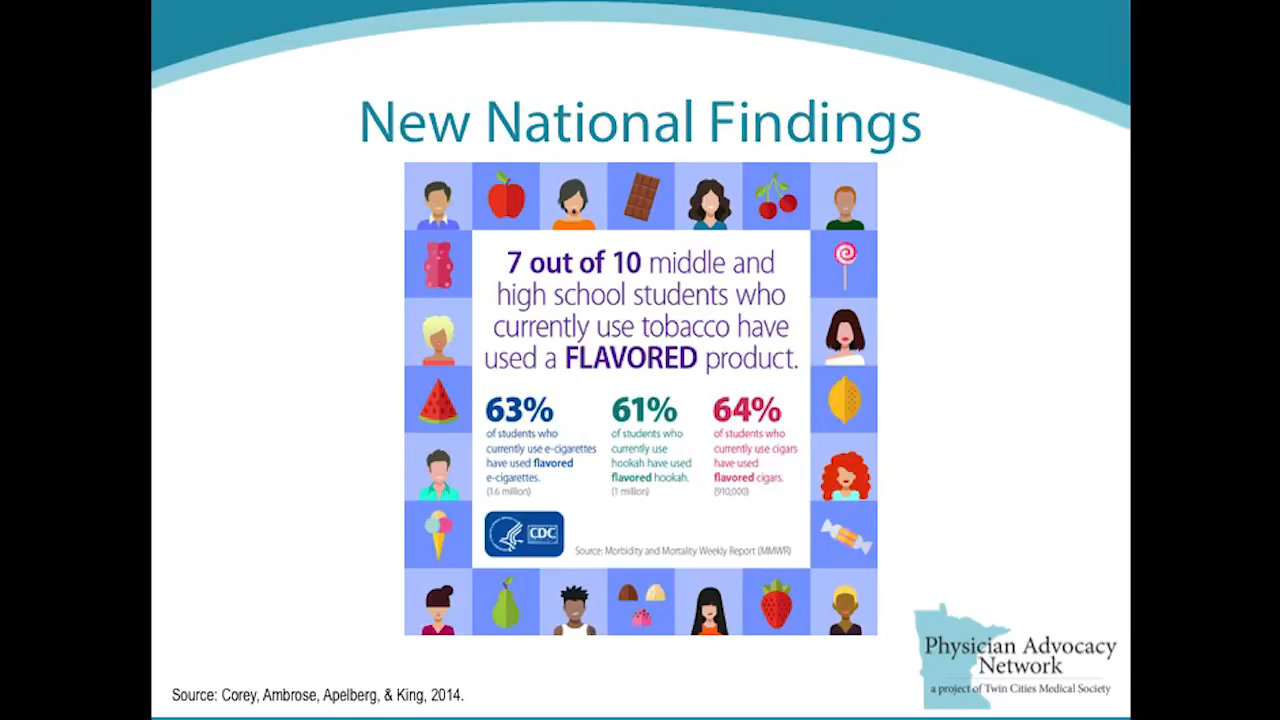 New National Findings
7 out of 10 middle and
high school students who
currently use tobacco have
used a FLAVORED product.
63%
of students who
currently use e-cigarettes
have used flavored
e-cigarettes.
(1.6 million)
61%
of students who
currently use
hookah have used
flavored hookah.
(1 million)
64%
of students who
currently use cigars
have used
flavored cigars.
(910,000)
CDC
Source: Morbidity and Mortality Weekly Report (MMWR)
Physician Advocacy
Network
a project of Twin Cities Medical Society
Source: Corey, Ambrose, Apelberg, & King, 2014.